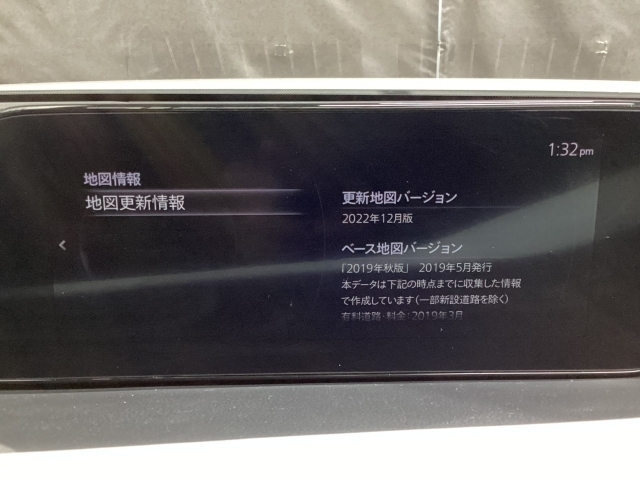 1:32 pm
地図情報
地図更新情報
更新地図バージョン
2022年12月版
ベース地図バージョン
「2019年秋版」 2019年5月発行
本データは下記の時点までに収集した情報
で作成しています(一部新設道路を除く)
有料道路・料金：2019年3月